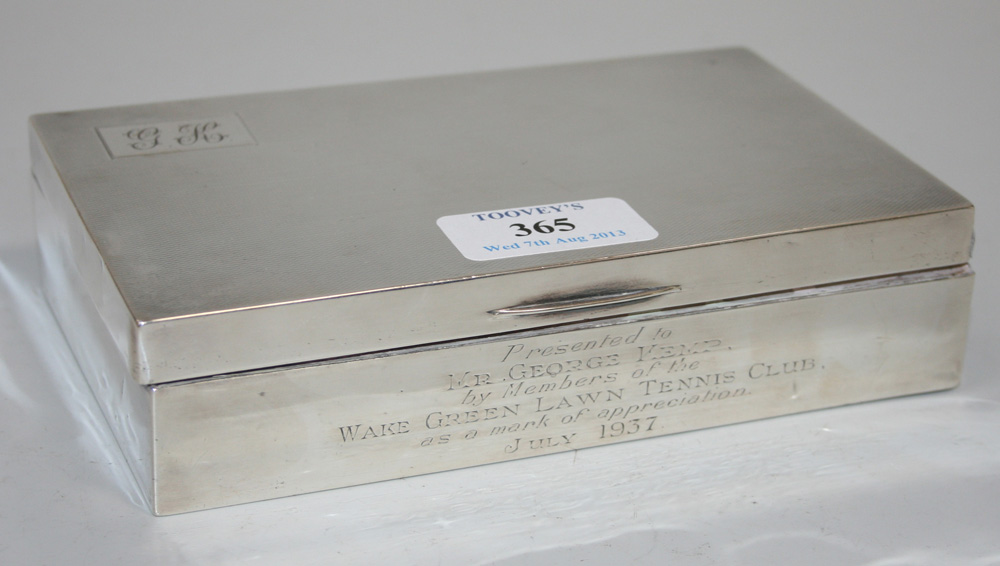 G. K
TOOVEY'S
365
Wed 7th Aug 2013
Presented to
MR. GEORGE KEMP.
by Members of the
WAKE GREEN LAWN TENNIS CLUB,
as a mark of appreciation.
JULY 1937.